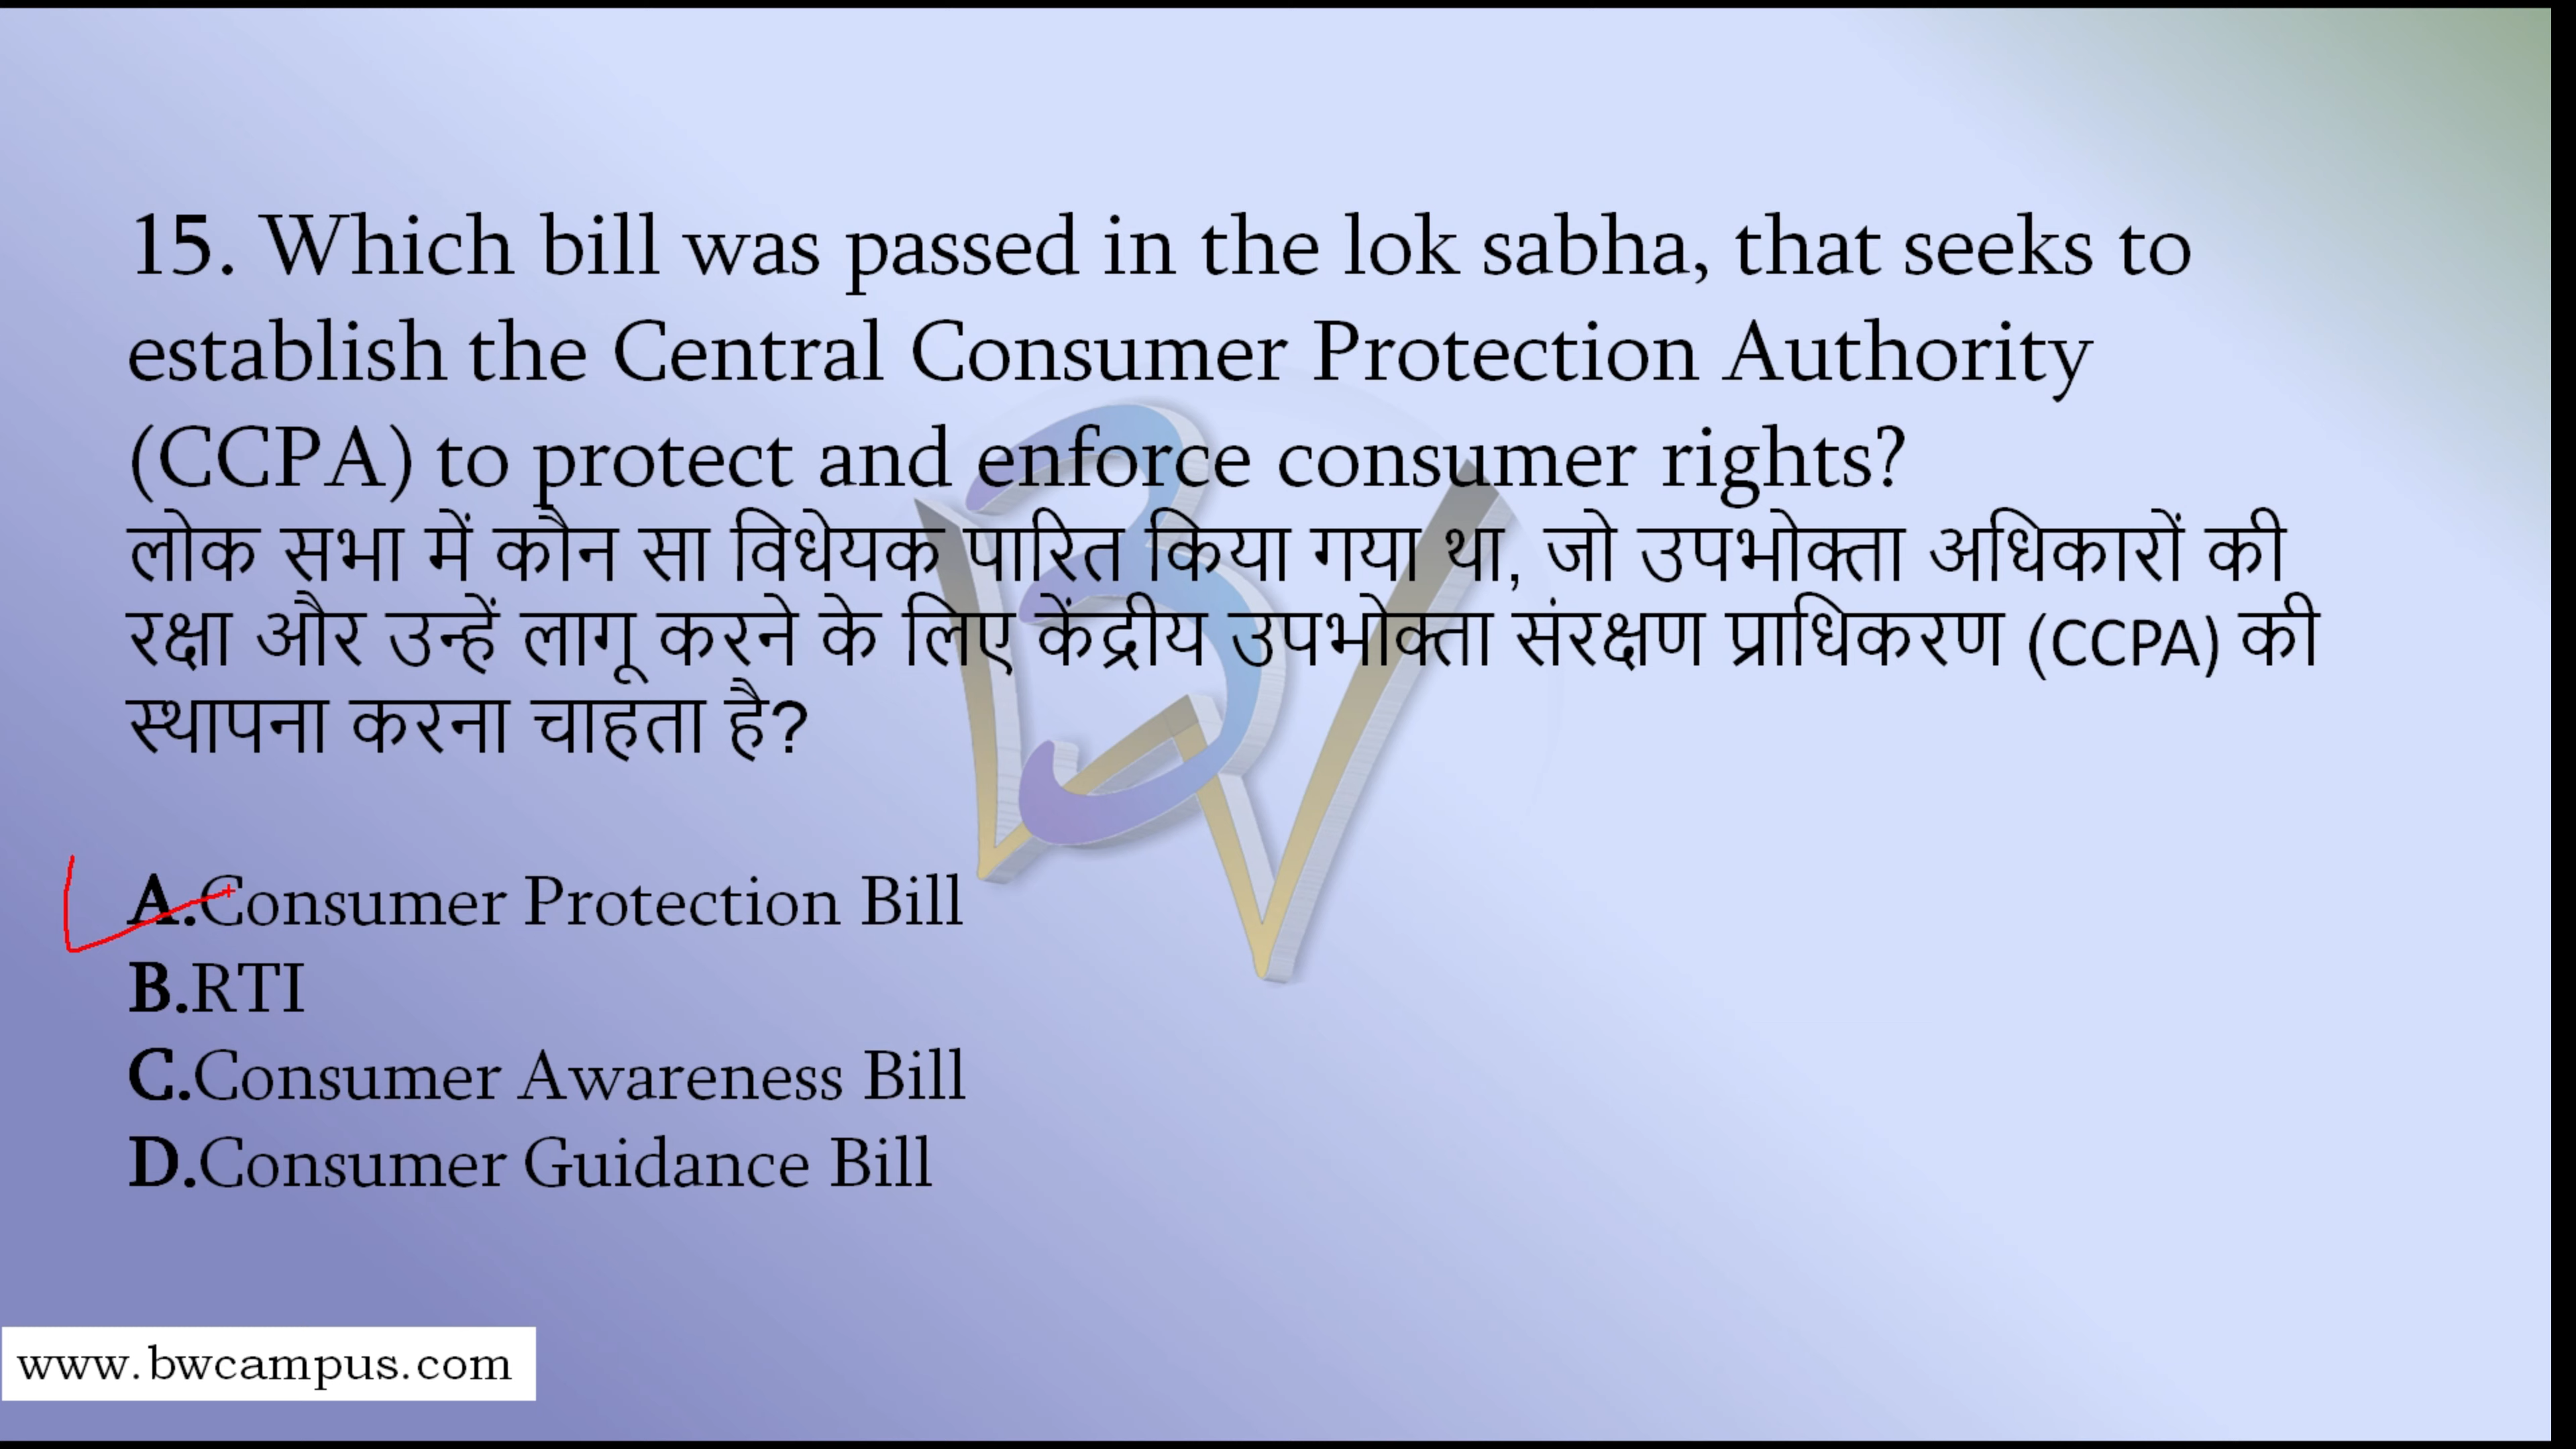 15. Which bill was passed in the lok sabha, that seeks to
establish the Central Consumer Protection Authority
(CCPA) to protect and enforce consumer rights?
लोक सभा में कौन सा विधेयक पारित किया गया था, जो उपभोक्ता अधिकारों की
रक्षा और उन्हें लागू करने के लिए केंद्रीय उपभोक्ता संरक्षण प्राधिकरण (CCPA) की
स्थापना करना चाहता है?
A.Consumer Protection Bill
B.RTI
C.Consumer Awareness Bill
D.Consumer Guidance Bill
www.bwcampus.com